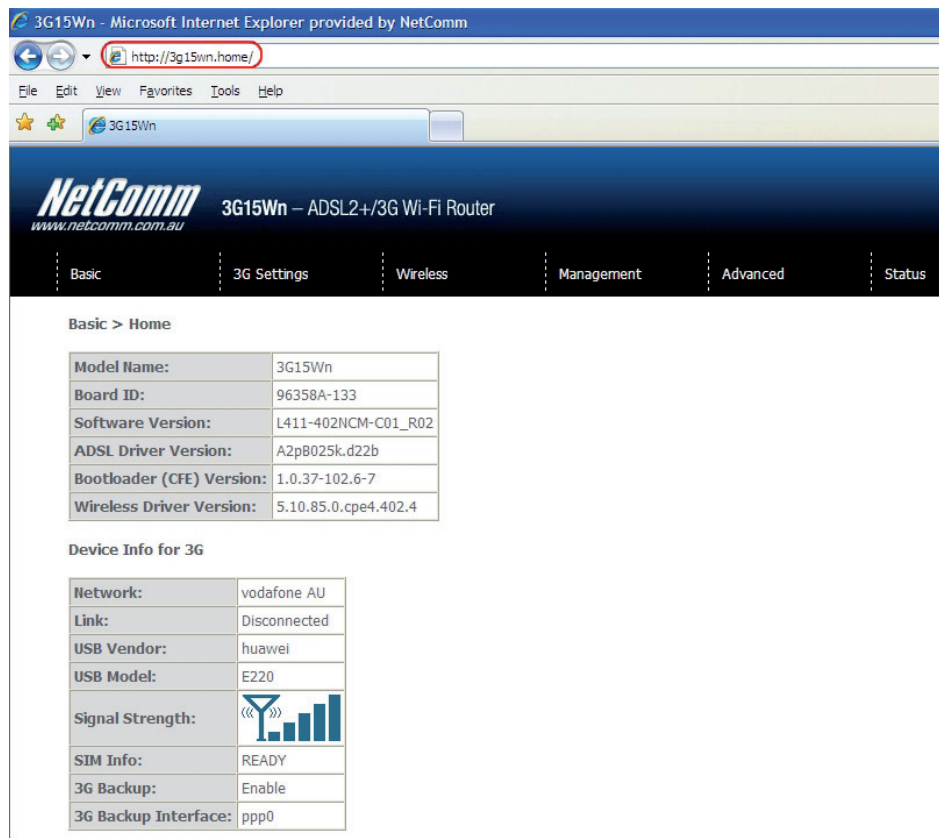 3G15Wn - Microsoft Internet Explorer provided by NetComm
http://3g15wn.home/
File Edit View Favorites Tools Help
3G15Wn
NetComm
www.netcomm.com.au
3G15Wn – ADSL2+/3G Wi-Fi Router
Basic 3G Settings Wireless Management Advanced Status
Basic > Home
Model Name: 3G15Wn
Board ID: 96358A-133
Software Version: L411-402NCM-C01_R02
ADSL Driver Version: A2pB025k.d22b
Bootloader (CFE) Version: 1.0.37-102.6-7
Wireless Driver Version: 5.10.85.0.cpe4.402.4
Device Info for 3G
Network: vodafone AU
Link: Disconnected
USB Vendor: huawei
USB Model: E220
Signal Strength:
SIM Info: READY
3G Backup: Enable
3G Backup Interface: ppp0